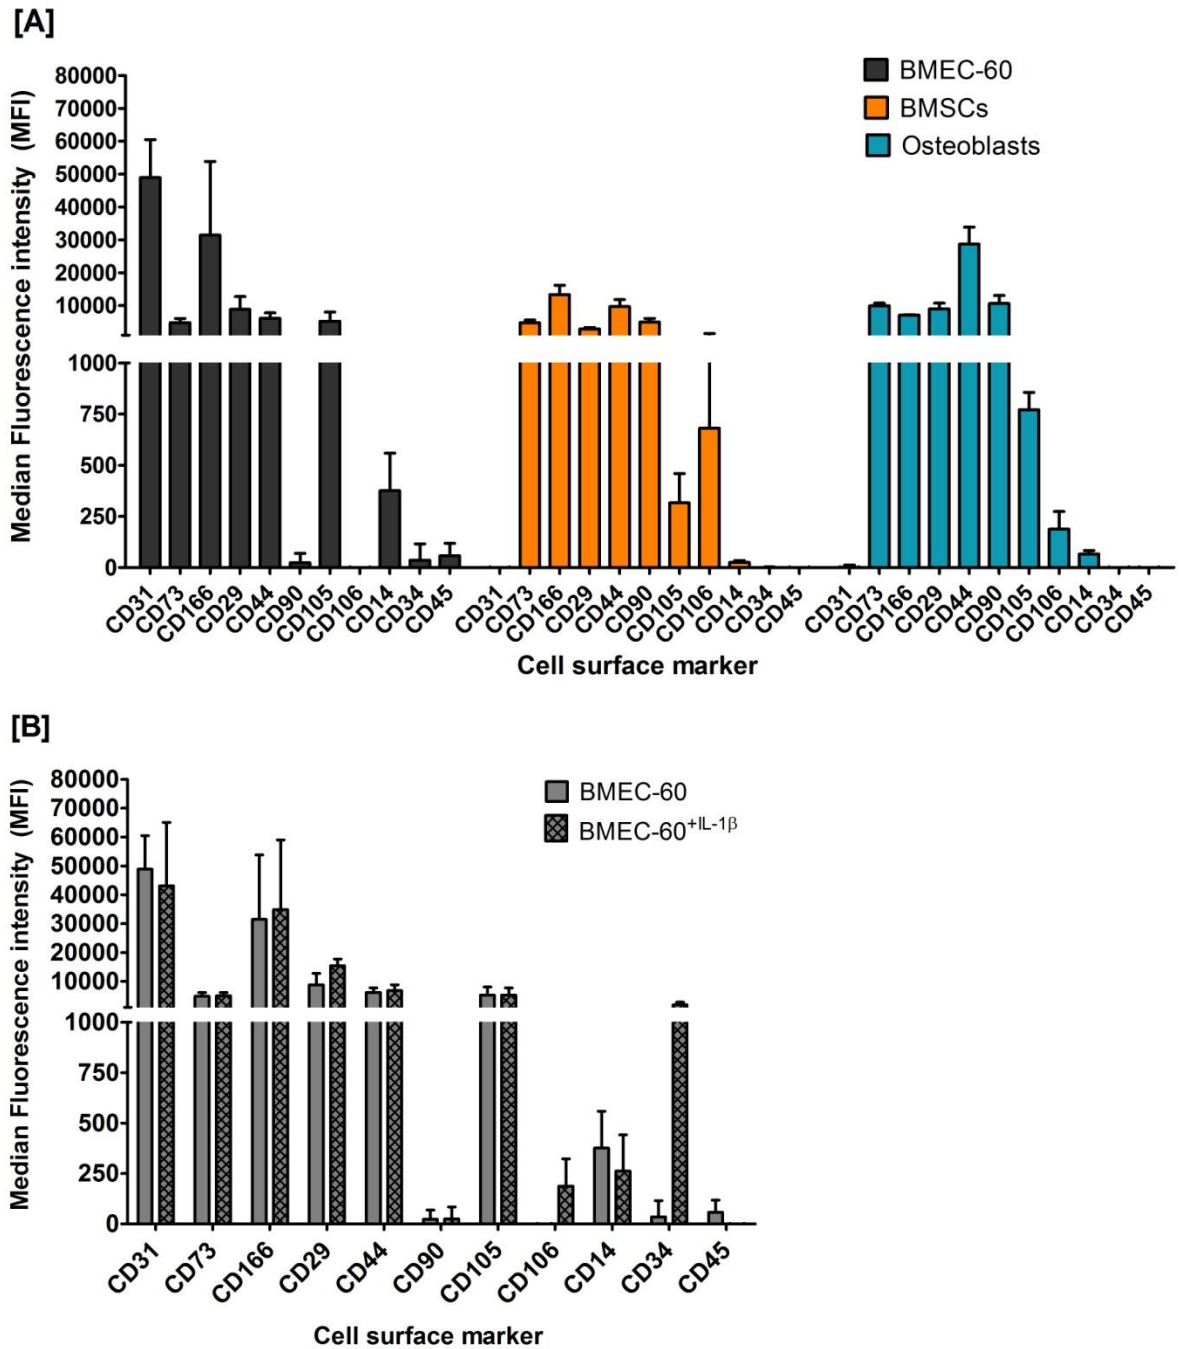 [A]
Median Fluorescence intensity (MFI)
80000
70000
60000
50000
40000
30000
20000
10000
1000
750
500
250
0
BMEC-60
BMSCs
Osteoblasts
CD31 CD73 CD166 CD29 CD44 CD90 CD105 CD106 CD14 CD34 CD45 CD31 CD73 CD166 CD29 CD44 CD90 CD105 CD106 CD14 CD34 CD45 CD31 CD73 CD166 CD29 CD44 CD90 CD105 CD106 CD14 CD34 CD45
Cell surface marker
[B]
Median Fluorescence intensity (MFI)
80000
70000
60000
50000
40000
30000
20000
10000
1000
750
500
250
0
BMEC-60
BMEC-60+IL-1β
CD31 CD73 CD166 CD29 CD44 CD90 CD105 CD106 CD14 CD34 CD45
Cell surface marker